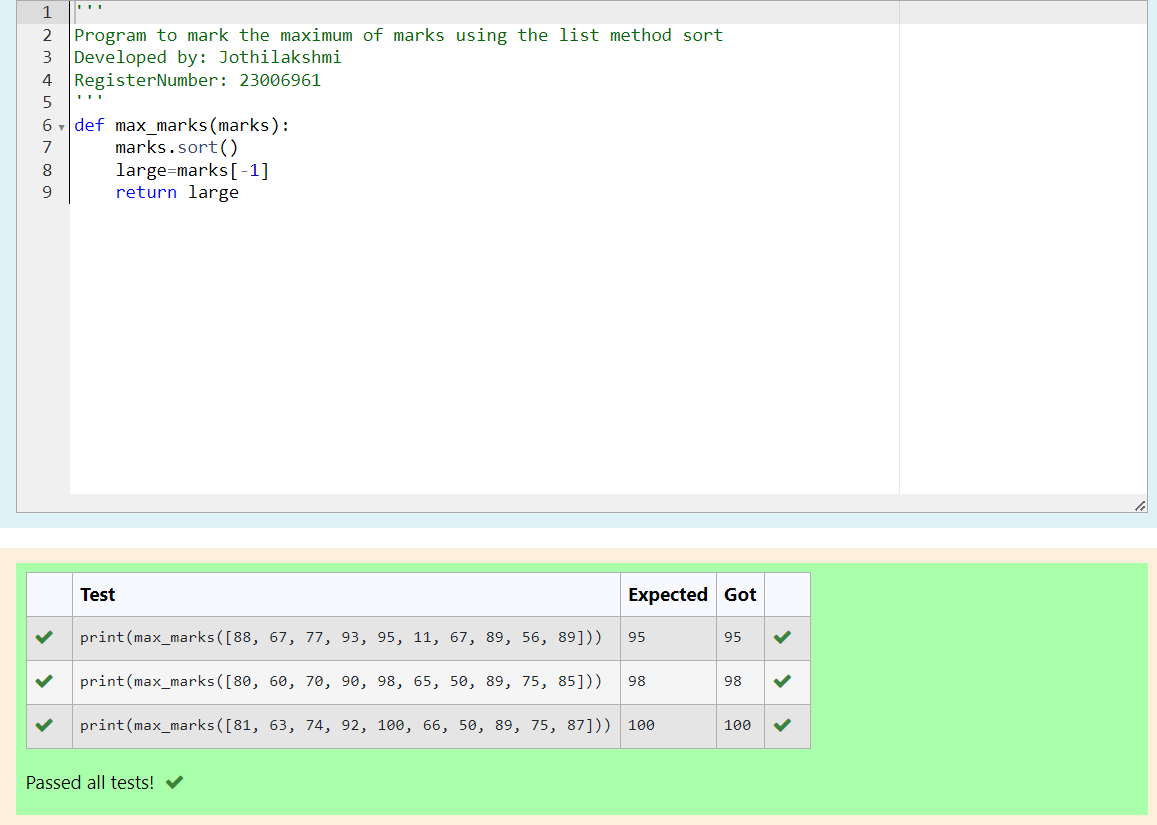 1 '''
2 Program to mark the maximum of marks using the list method sort
3 Developed by: Jothilakshmi
4 RegisterNumber: 23006961
5 '''
6 def max_marks(marks):
7     marks.sort()
8     large=marks[-1]
9     return large
Test Expected Got
print(max_marks([88, 67, 77, 93, 95, 11, 67, 89, 56, 89])) 95 95
print(max_marks([80, 60, 70, 90, 98, 65, 50, 89, 75, 85])) 98 98
print(max_marks([81, 63, 74, 92, 100, 66, 50, 89, 75, 87])) 100 100
Passed all tests!